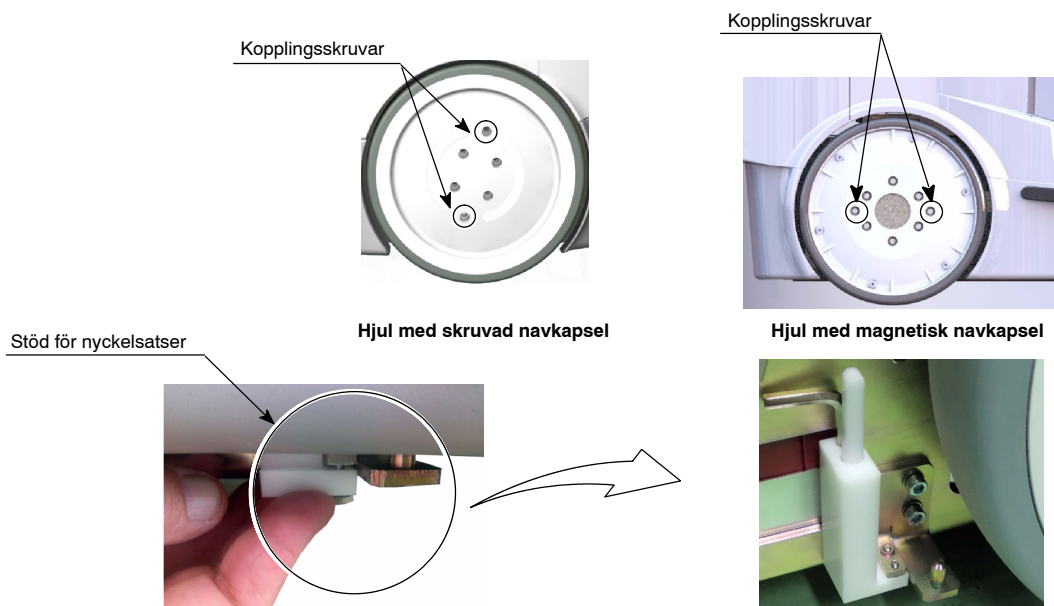 Kopplingsskruvar
Kopplingsskruvar
Hjul med skruvad navkapsel
Hjul med magnetisk navkapsel
Stöd för nyckelsatser